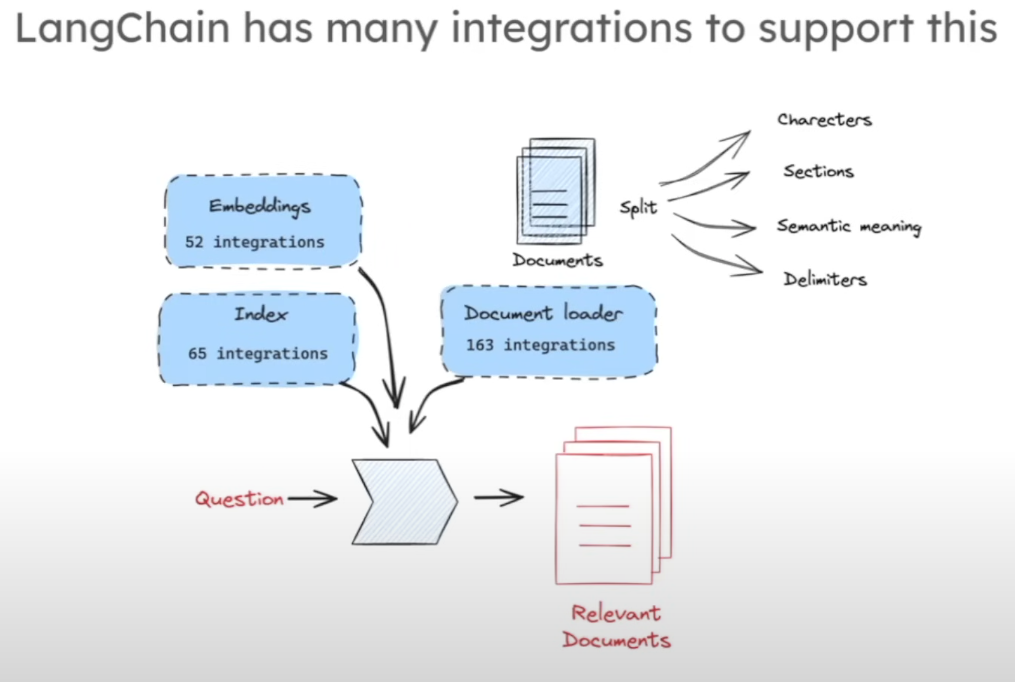 LangChain has many integrations to support this
Charecters
Sections
Split
Semantic meaning
Delimiters
Documents
Embeddings
52 integrations
Index
65 integrations
Document loader
163 integrations
Question
Relevant
Documents